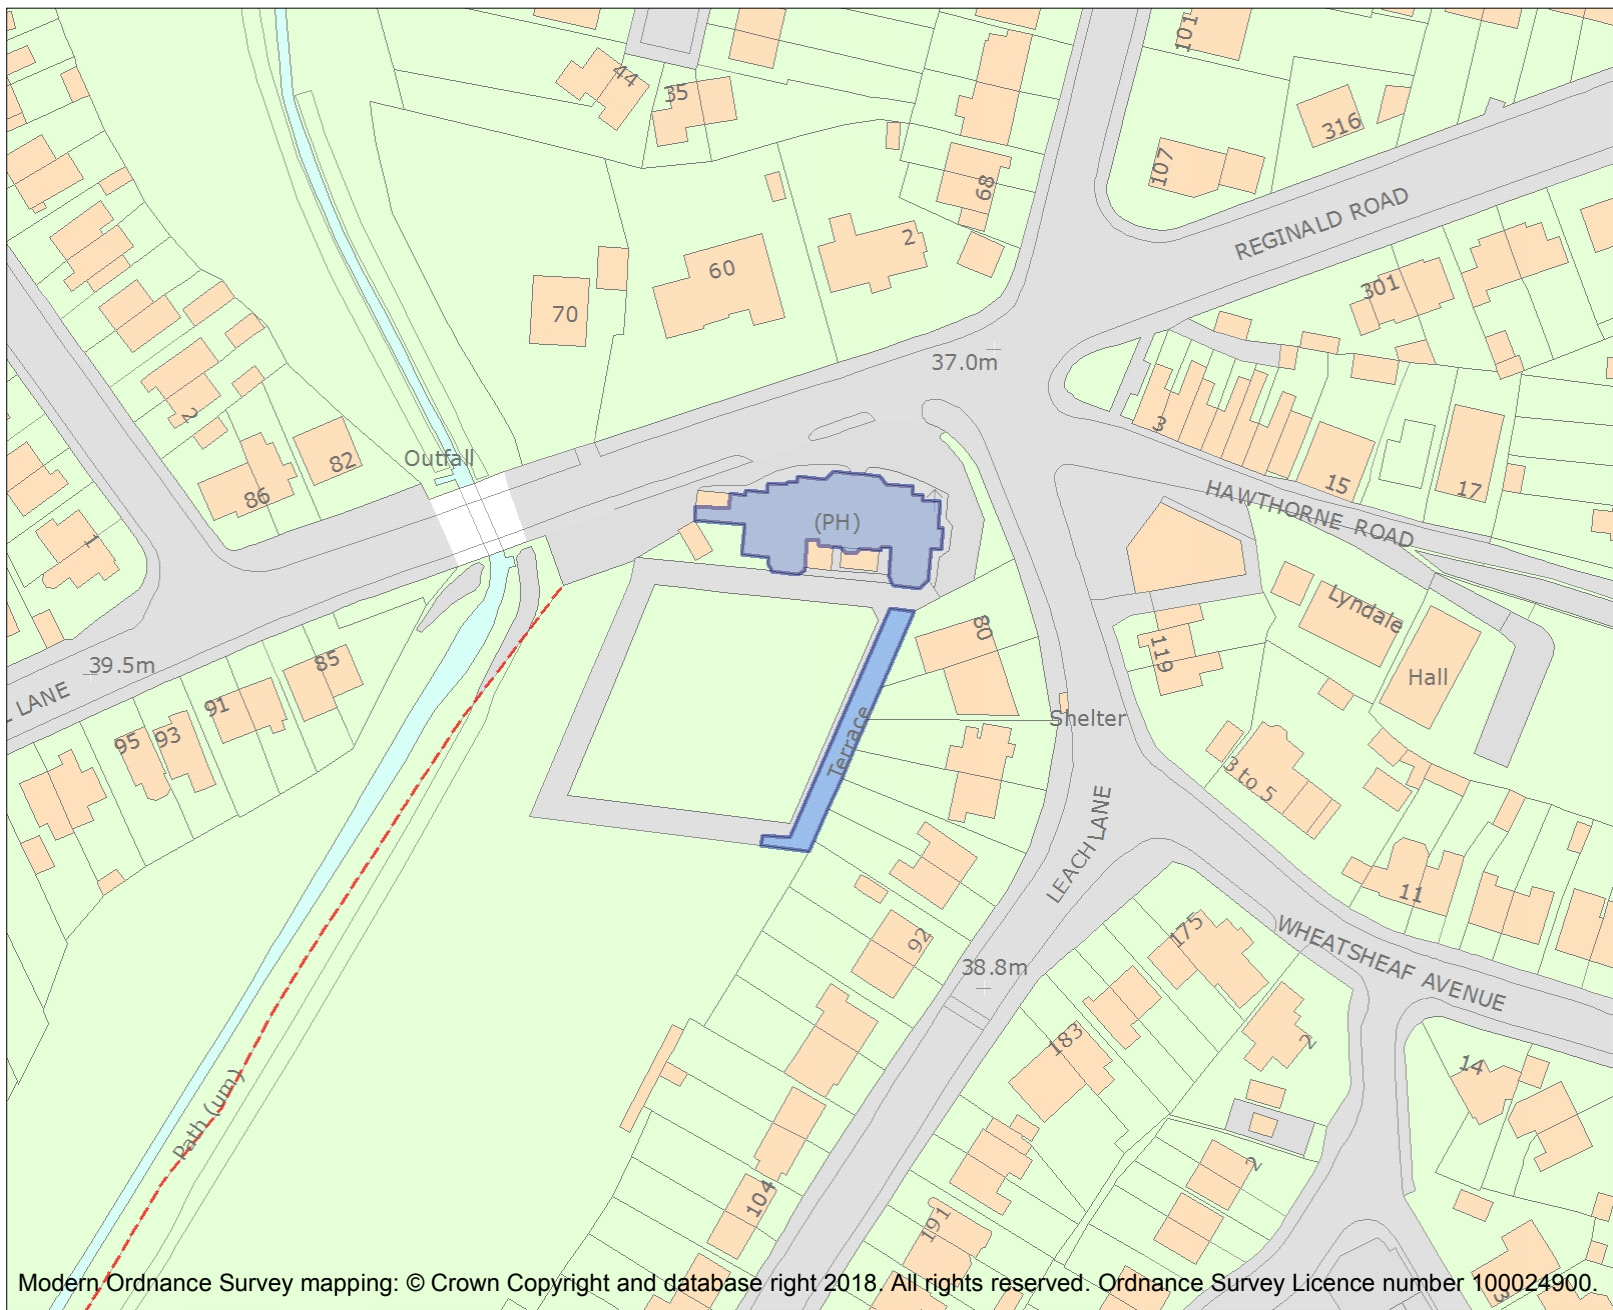 101
44
35
316
107
68
REGINALD ROAD
2
60
301
70
37.0m
2
3
Outfall
82
15
17
86
HAWTHORNE ROAD
(PH)
1
Lyndale
80
119
39.5m
85
Hall
L LANE
91
Shelter
95
93
Terrace
3 to 5
LEACH LANE
11
175
92
WHEATSHEAF AVENUE
38.8m
183
2
14
Path (um)
2
104
191
3
Modern Ordnance Survey mapping: © Crown Copyright and database right 2018. All rights reserved. Ordnance Survey Licence number 100024900.